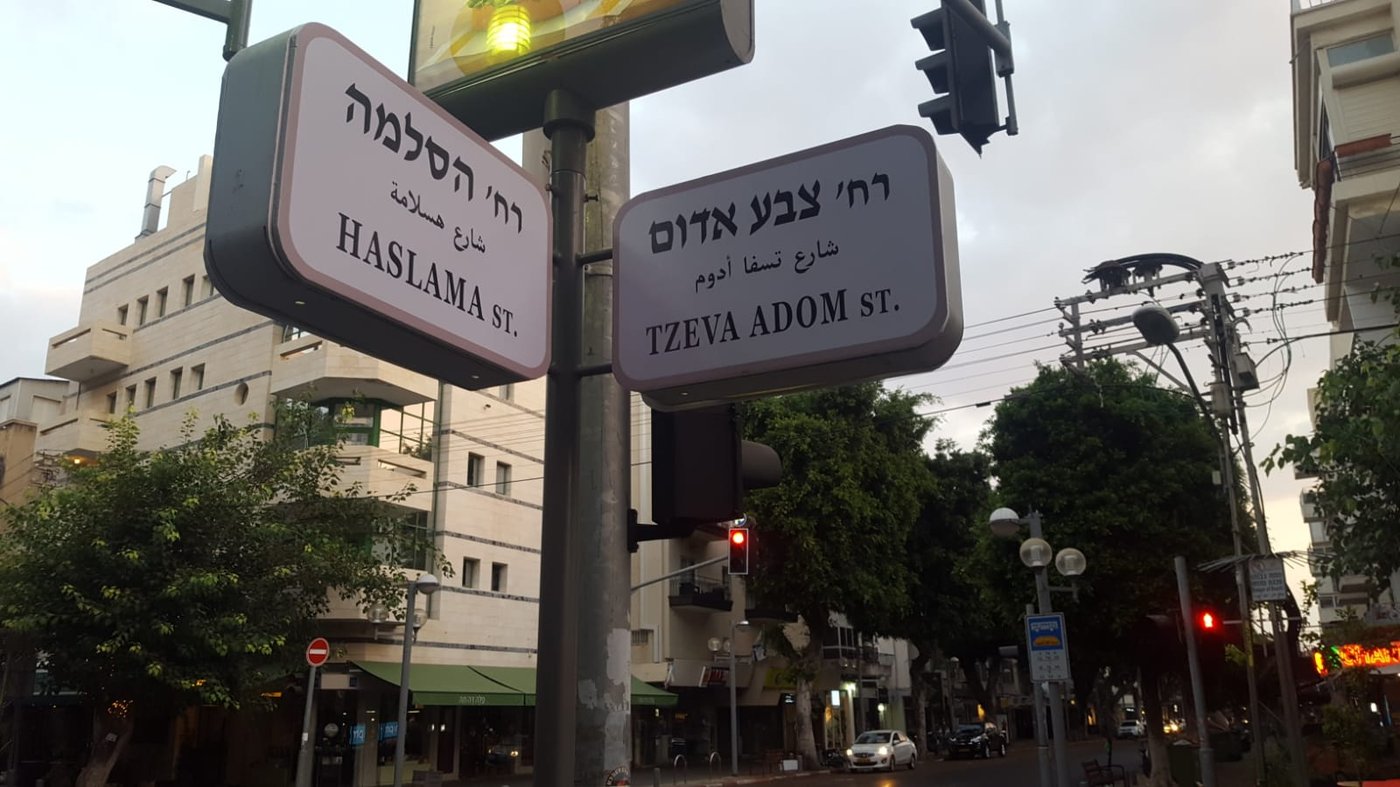 רח' הסלמה
شارع هسلامة
HASLAMA ST.
רח' צבע אדום
شارع تسفا أدوم
TZEVA ADOM ST.